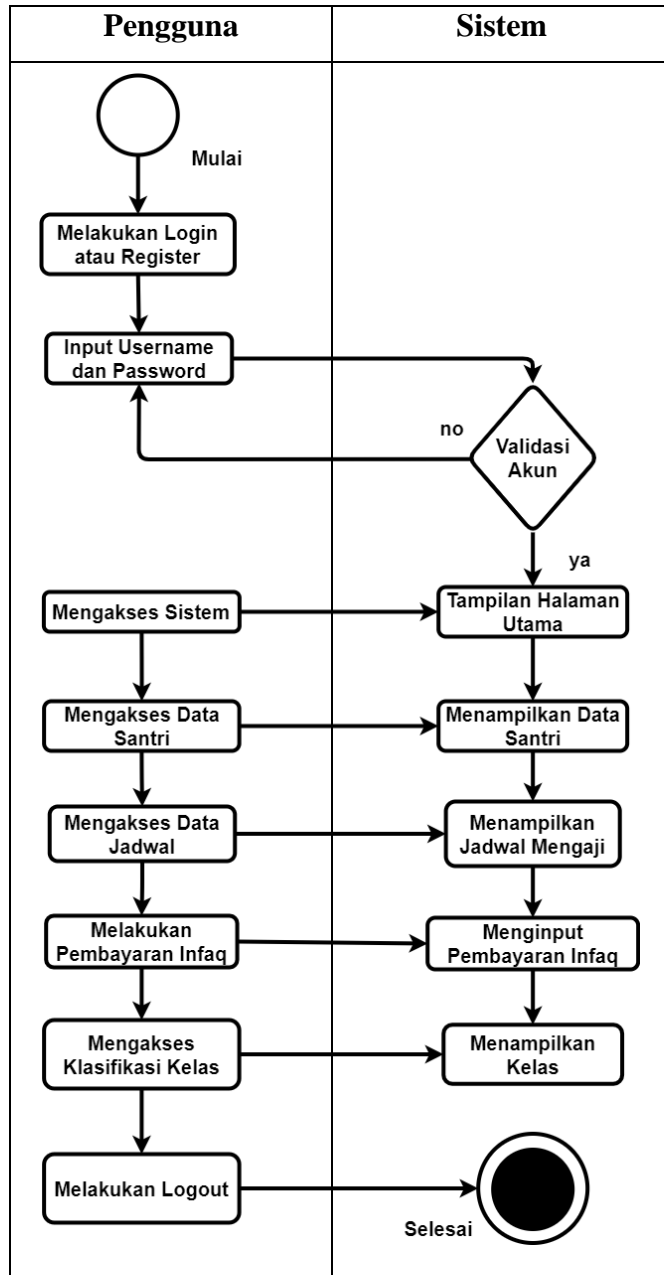 Pengguna
Sistem
Mulai
Melakukan Login
atau Register
Input Username
dan Password
no
Validasi
Akun
ya
Mengakses Sistem
Tampilan Halaman
Utama
Mengakses Data
Santri
Menampilkan Data
Santri
Mengakses Data
Jadwal
Menampilkan
Jadwal Mengaji
Melakukan
Pembayaran Infaq
Menginput
Pembayaran Infaq
Mengakses
Klasifikasi Kelas
Menampilkan
Kelas
Melakukan Logout
Selesai